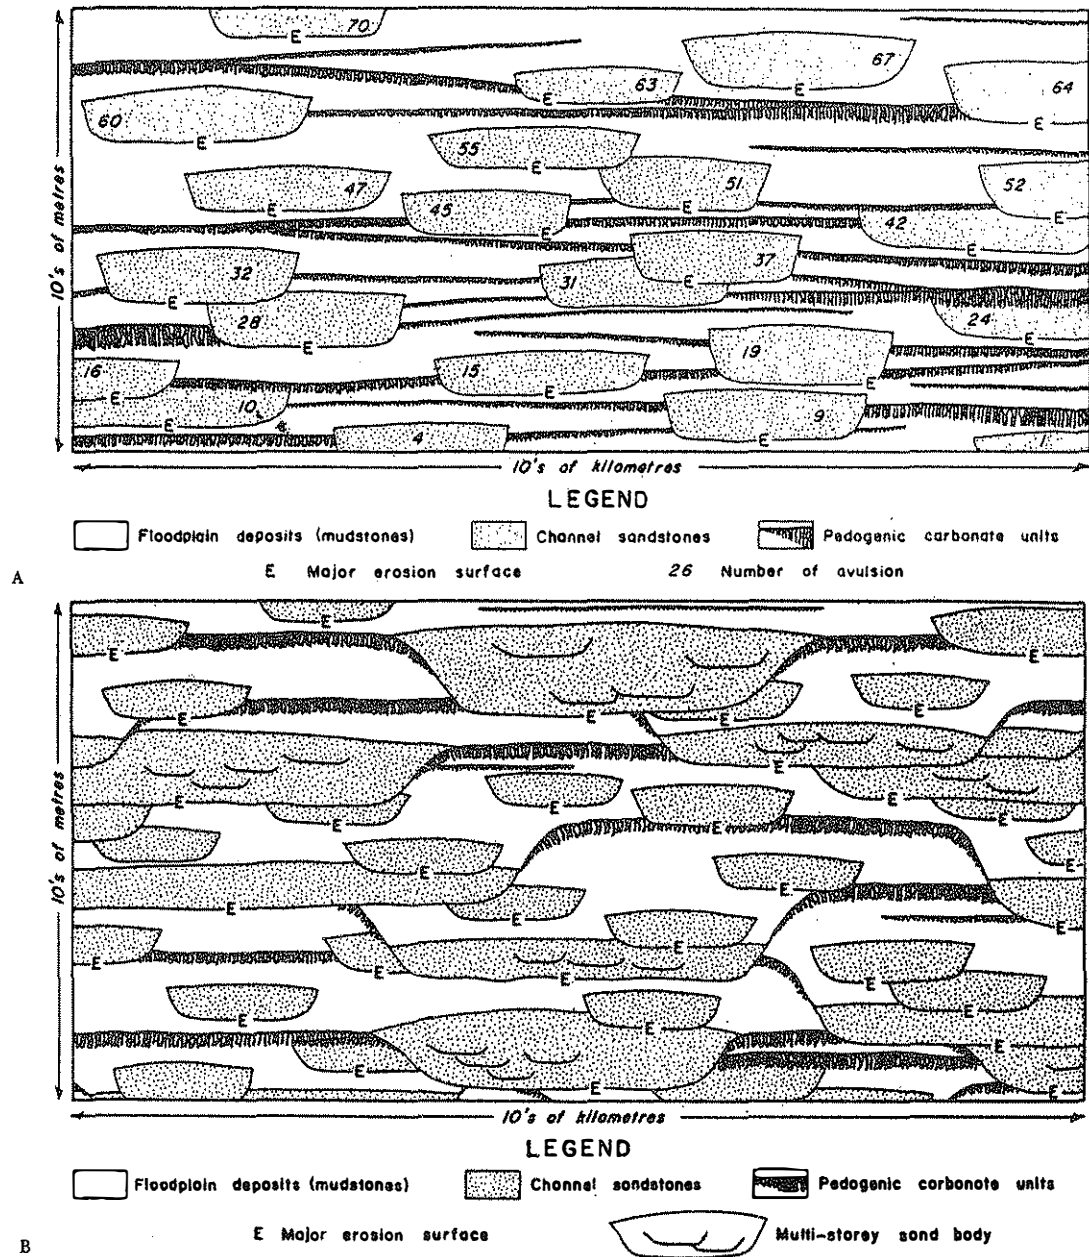 70
67
63
64
60
55
51
52
47
45
42
32
37
31
28
24
19
16
15
10
9
4
1
E E E E E E E E E E E E E E E E E E E E
10's of metres
10's of kilometres
LEGEND
Floodplain deposits (mudstones) Channel sandstones Pedogenic carbonate units
A
E Major erosion surface 26 Number of avulsion
E E E E E E E E E E E E E E E E E E E E E E E E E E E E
10's of metres
10's of kilometres
LEGEND
Floodplain deposits (mudstones) Channel sandstones Pedogenic carbonate units
B
E Major erosion surface Multi-storey sand body